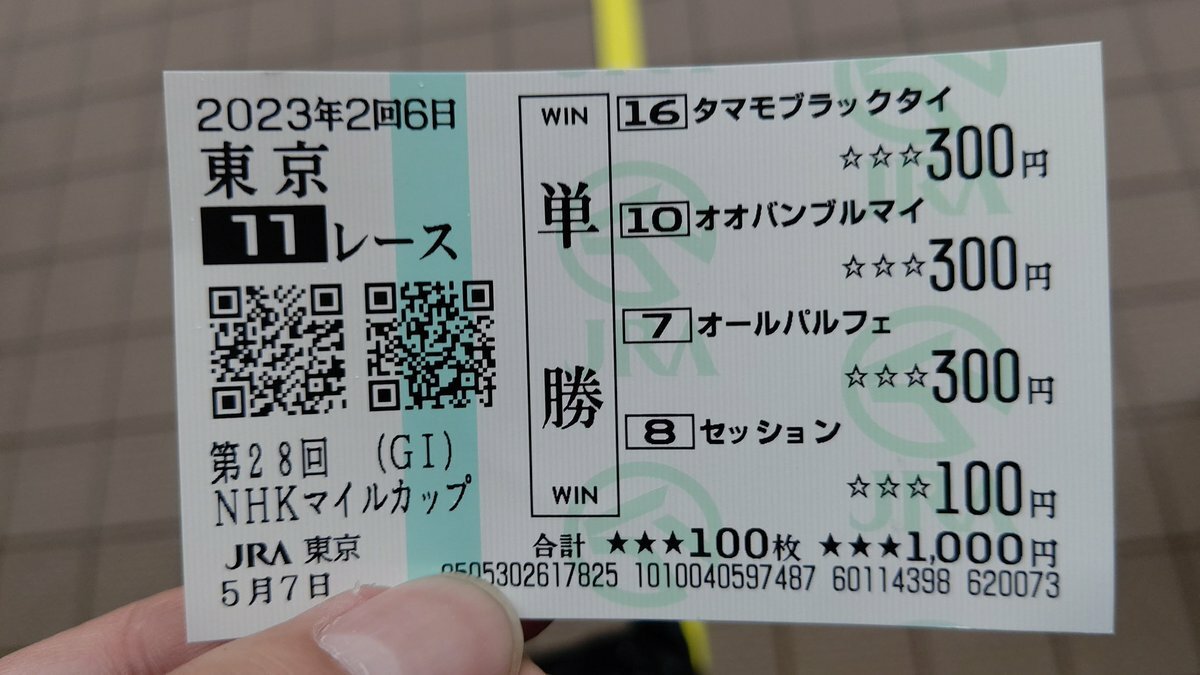 2023年2回6日
東京
11レース
第28回 (GI)
NHKマイルカップ
JRA 東京
5月7日
WIN
単勝
WIN
16 タマモブラックタイ
☆☆☆300円
10 オオバンブルマイ
☆☆☆300円
7 オールパルフェ
☆☆☆300円
8 セッション
☆☆☆100円
合計 ★★★100枚 ★★★1,000円
0505302617825 1010040597487 60114398 620073
JRA
JRA
JRA
JRA